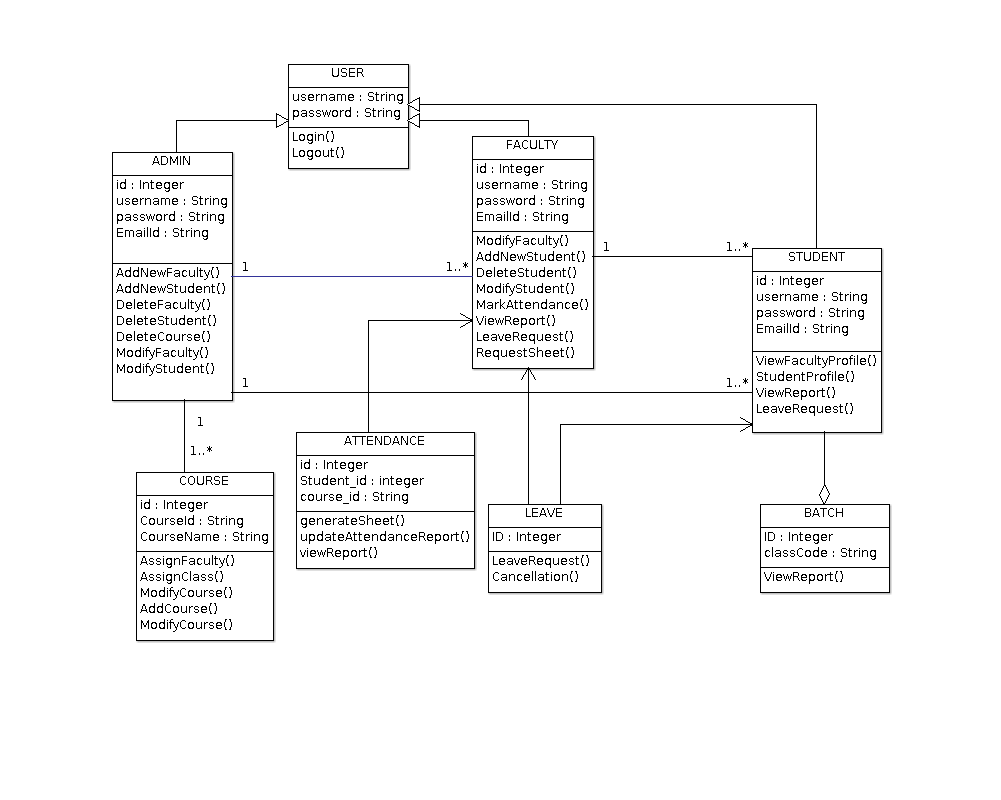 USER
username : String
password : String
Login()
Logout()
ADMIN
id : Integer
username : String
password : String
EmailId : String
AddNewFaculty()
AddNewStudent()
DeleteFaculty()
DeleteStudent()
DeleteCourse()
ModifyFaculty()
ModifyStudent()
FACULTY
id : Integer
username : String
password : String
EmailId : String
ModifyFaculty()
AddNewStudent()
DeleteStudent()
ModifyStudent()
MarkAttendance()
ViewReport()
LeaveRequest()
RequestSheet()
STUDENT
id : Integer
username : String
password : String
EmailId : String
ViewFacultyProfile()
StudentProfile()
ViewReport()
LeaveRequest()
1
1..*
1
1..*
1
1..*
1
1..*
COURSE
id : Integer
CourseId : String
CourseName : String
AssignFaculty()
AssignClass()
ModifyCourse()
AddCourse()
ModifyCourse()
ATTENDANCE
id : Integer
Student_id : integer
course_id : String
generateSheet()
updateAttendanceReport()
viewReport()
LEAVE
ID : Integer
LeaveRequest()
Cancellation()
BATCH
ID : Integer
classCode : String
ViewReport()